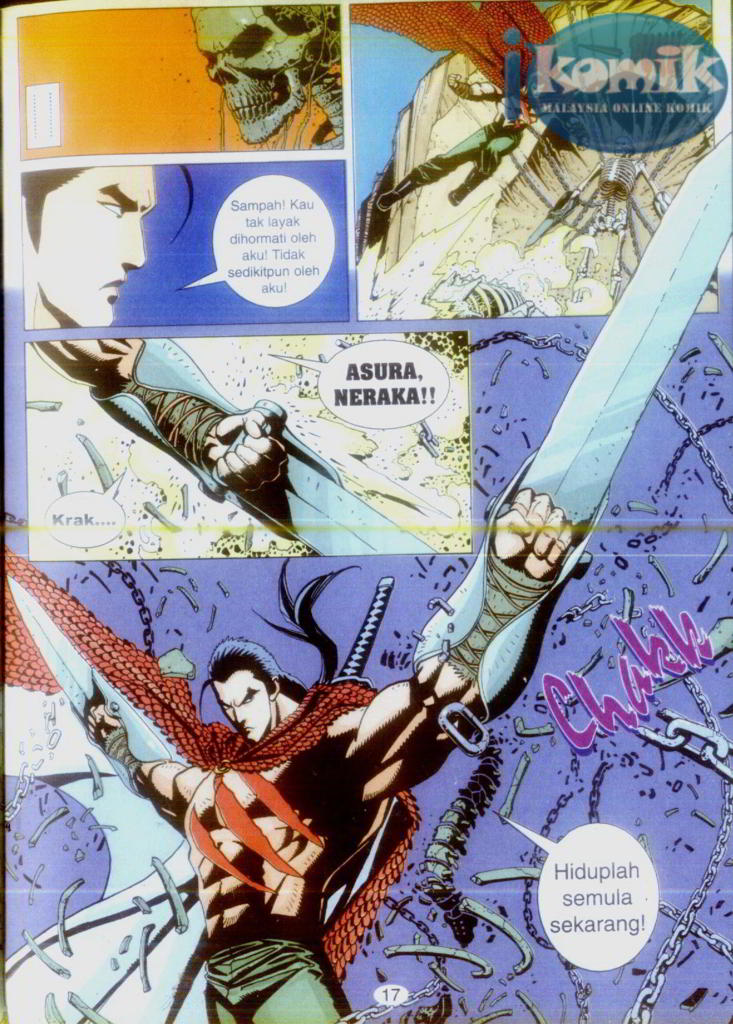 ikomik
MALAYSIA ONLINE KOMIK
..........
Sampah! Kau
tak layak
dihormati oleh
aku! Tidak
sedikitpun oleh
aku!
ASURA,
NERAKA!!
Krak....
Chakk
Hiduplah
semula
sekarang!
17